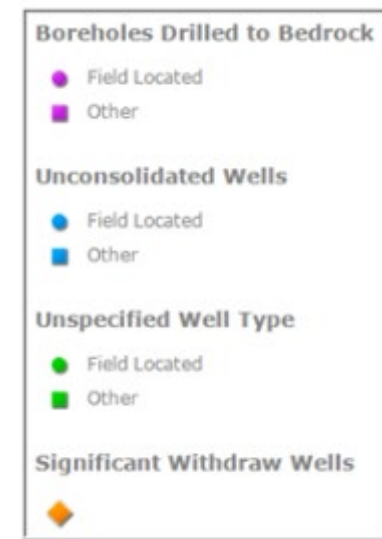 Boreholes Drilled to Bedrock
Field Located
Other
Unconsolidated Wells
Field Located
Other
Unspecified Well Type
Field Located
Other
Significant Withdraw Wells